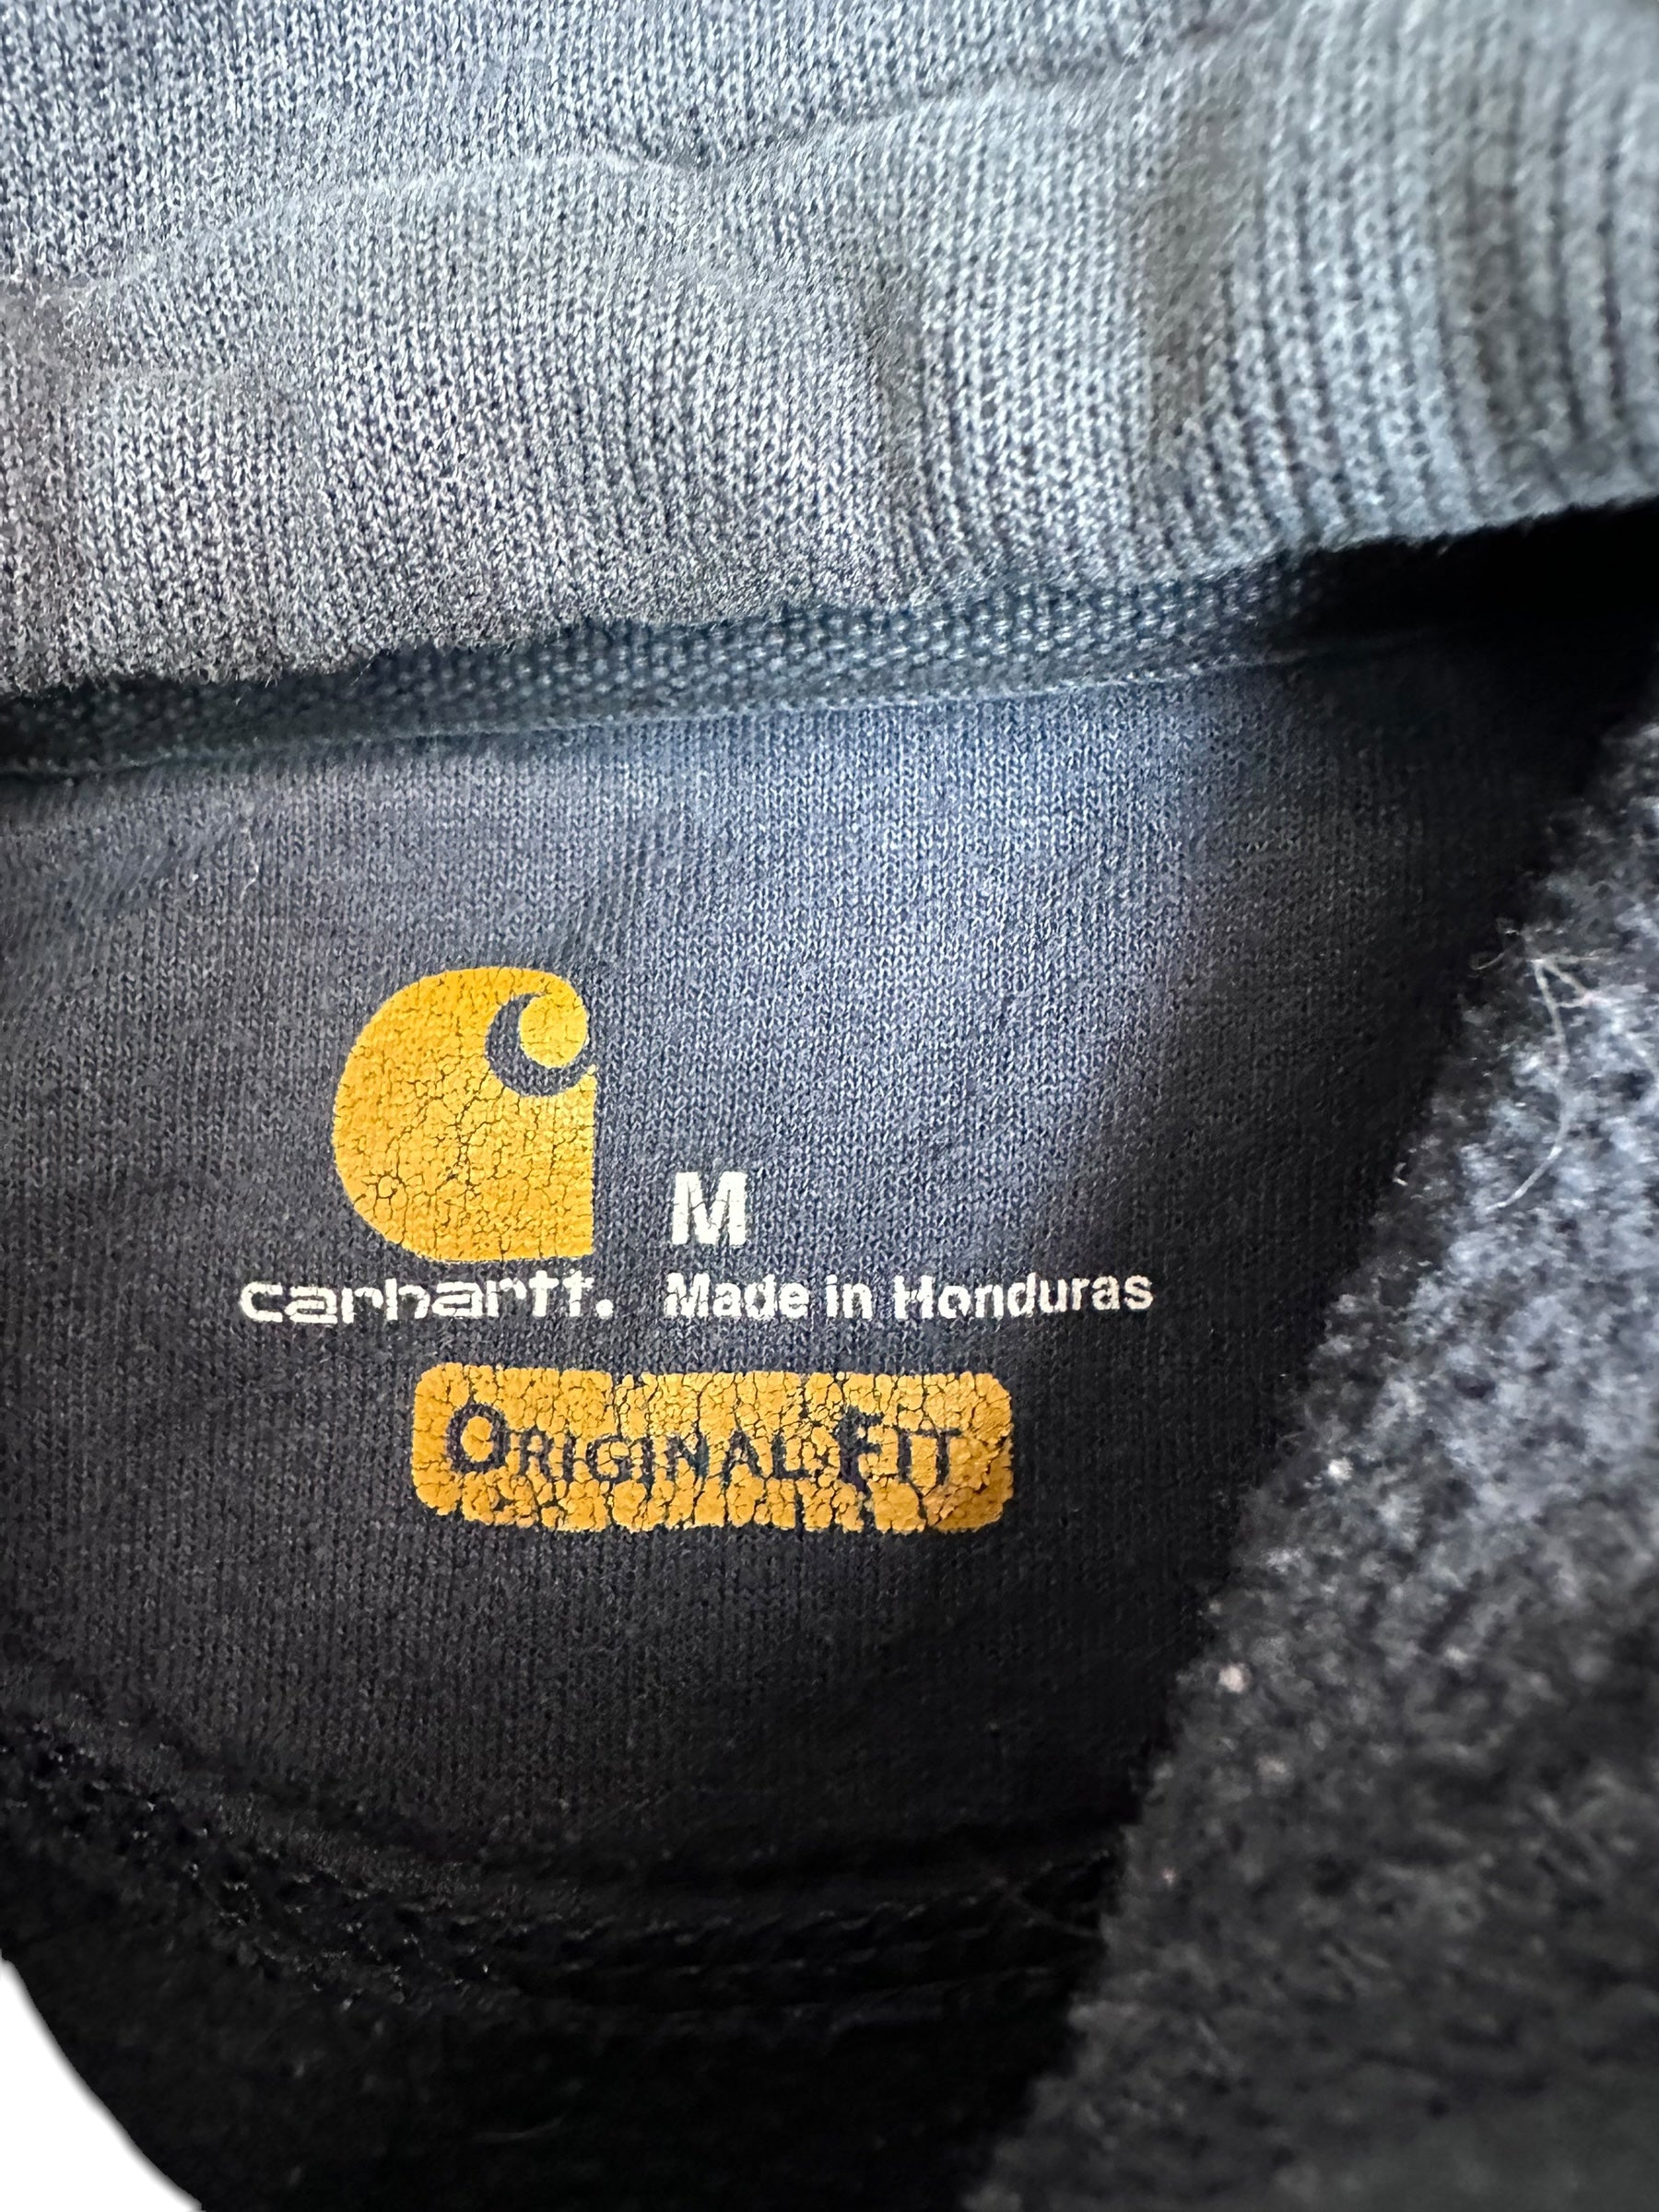 M
carhartt. Made in Honduras
ORIGINAL FIT